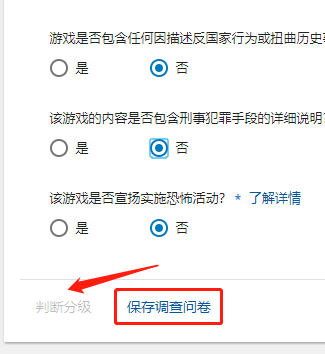 游戏是否包含任何因描述反国家行为或扭曲历史
是 否
该游戏的内容是否包含刑事犯罪手段的详细说明?
是 否
该游戏是否宣扬实施恐怖活动? * 了解详情
是 否
判断分级 保存调查问卷